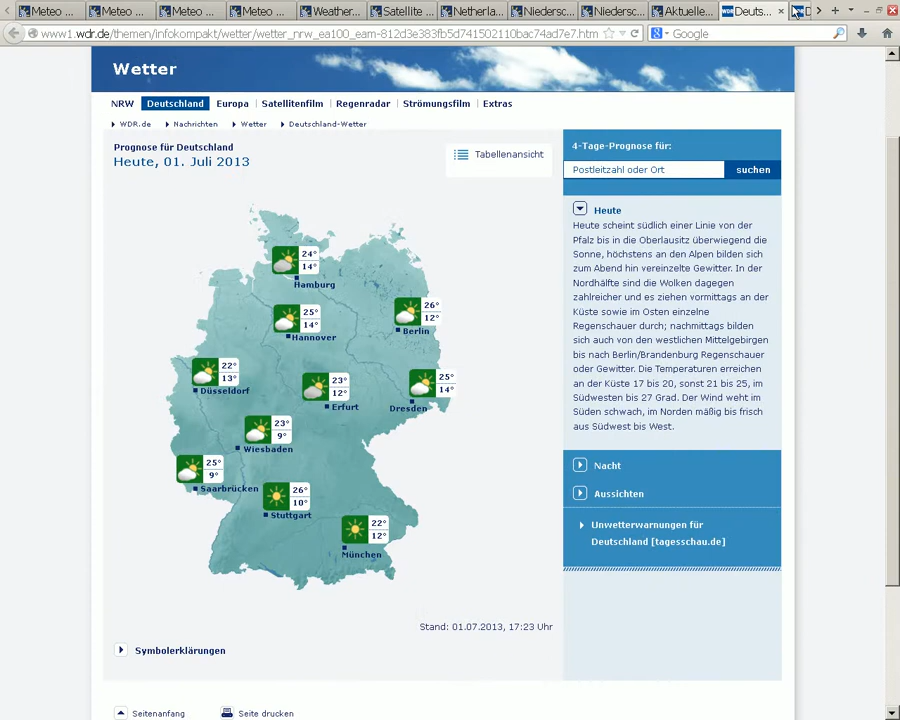 Meteo ...
Meteo ...
Meteo ...
Meteo ...
Weather...
Satellite ...
Netherla...
Niedersc...
Niedersc...
Aktuelle...
Deuts...
www1.wdr.de/themen/infokompakt/wetter/wetter_nrw_ea100_eam-812d3e383fb5d741502110bac74ad7e7.html
Google
Wetter
NRW Deutschland Europa Satellitenfilm Regenradar Strömungsfilm Extras
WDR.de Nachrichten Wetter Deutschland-Wetter
Prognose für Deutschland
Heute, 01. Juli 2013
Tabellenansicht
24°
14°
Hamburg
25°
14°
Hannover
26°
12°
Berlin
22°
13°
Düsseldorf
23°
12°
Erfurt
25°
14°
Dresden
23°
9°
Wiesbaden
25°
9°
Saarbrücken
26°
10°
Stuttgart
22°
12°
München
Stand: 01.07.2013, 17:23 Uhr
Symbolerklärungen
Seitenanfang Seite drucken
4-Tage-Prognose für:
Postleitzahl oder Ort suchen
Heute
Heute scheint südlich einer Linie von der
Pfalz bis in die Oberlausitz überwiegend die
Sonne, höchstens an den Alpen bilden sich
zum Abend hin vereinzelte Gewitter. In der
Nordhälfte sind die Wolken dagegen
zahlreicher und es ziehen vormittags an der
Küste sowie im Osten einzelne
Regenschauer durch; nachmittags bilden
sich auch von den westlichen Mittelgebirgen
bis nach Berlin/Brandenburg Regenschauer
oder Gewitter. Die Temperaturen erreichen
an der Küste 17 bis 20, sonst 21 bis 25, im
Südwesten bis 27 Grad. Der Wind weht im
Süden schwach, im Norden mäßig bis frisch
aus Südwest bis West.
Nacht
Aussichten
Unwetterwarnungen für
Deutschland [tagesschau.de]